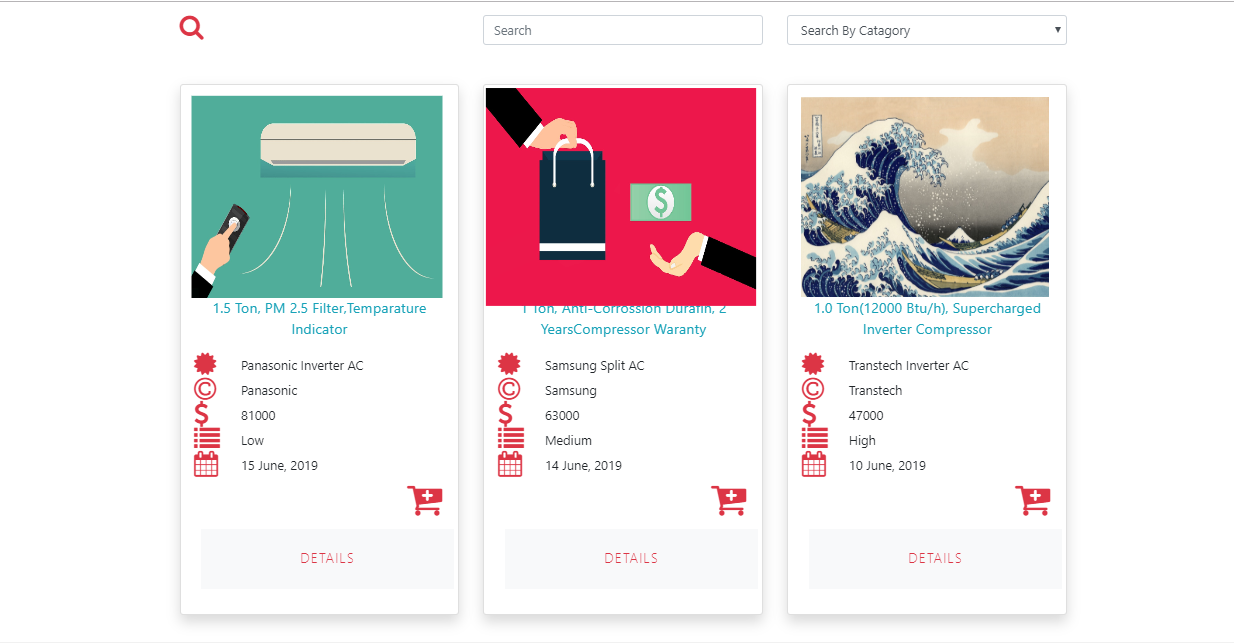 Search
Search By Catagory
1.5 Ton, PM 2.5 Filter,Temparature
Indicator
Panasonic Inverter AC
Panasonic
81000
Low
15 June, 2019
DETAILS
1 Ton, Anti-Corrossion Durafin, 2
YearsCompressor Waranty
Samsung Split AC
Samsung
63000
Medium
14 June, 2019
DETAILS
1.0 Ton(12000 Btu/h), Supercharged
Inverter Compressor
Transtech Inverter AC
Transtech
47000
High
10 June, 2019
DETAILS